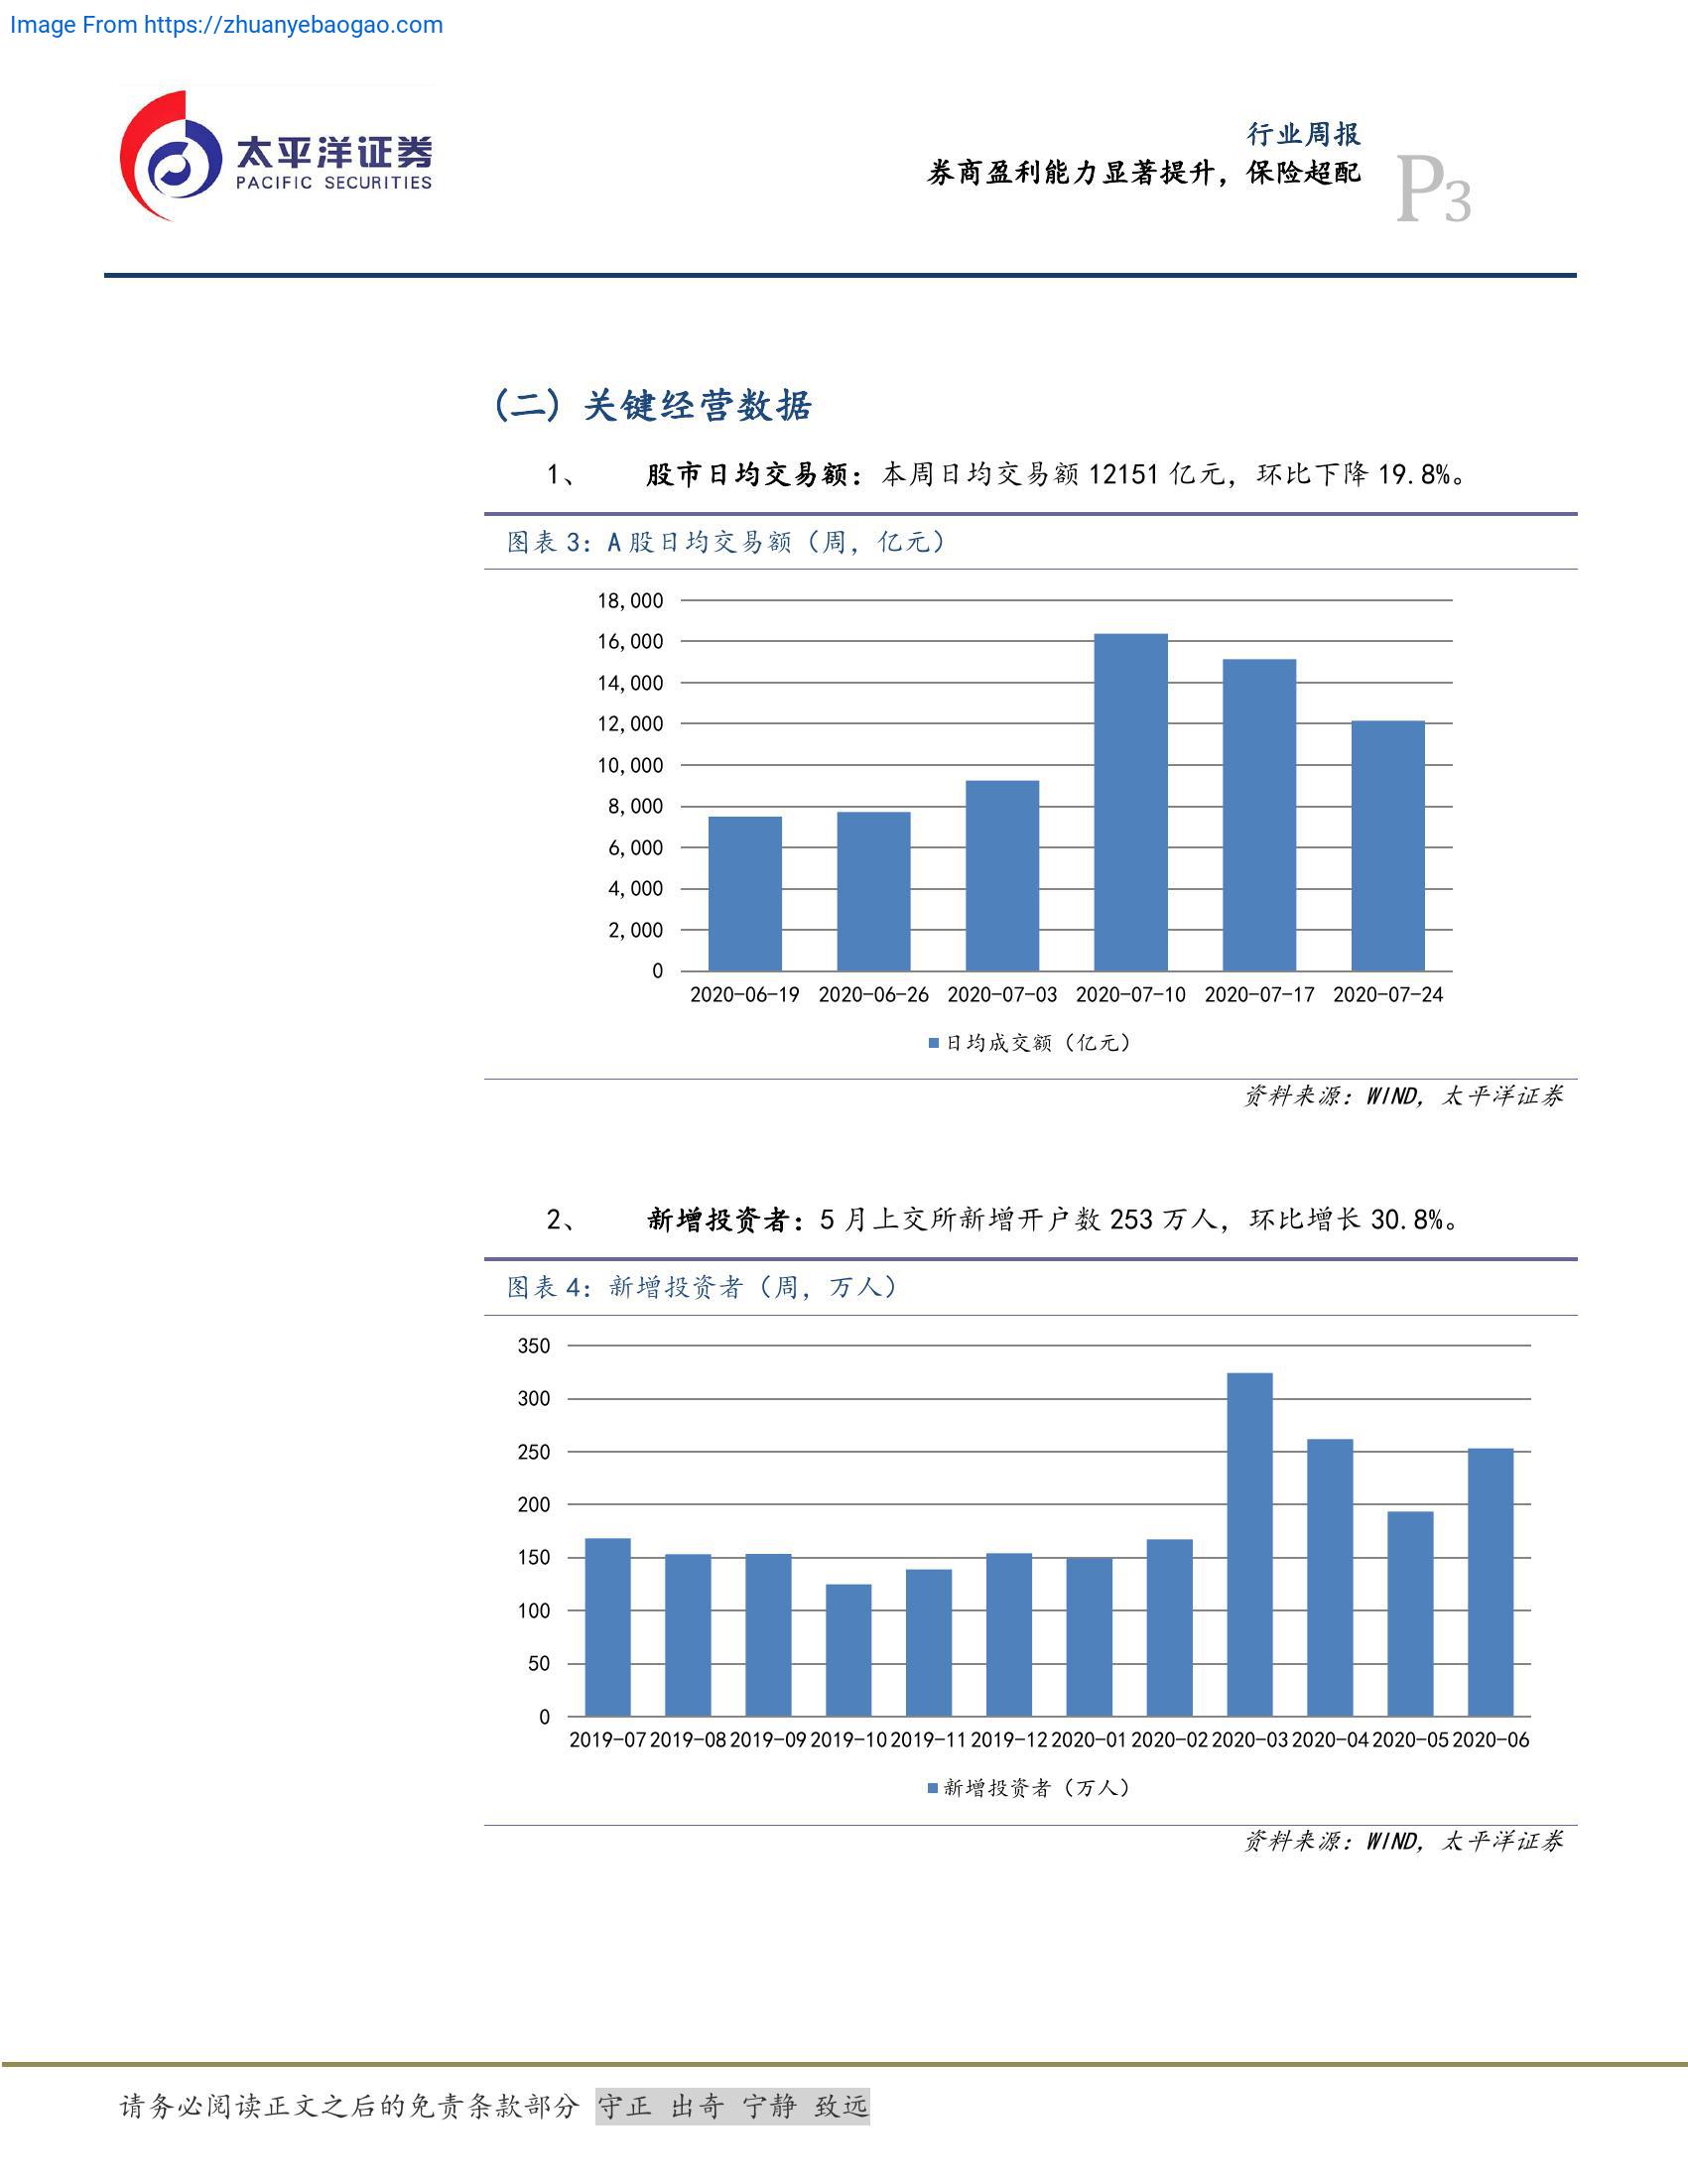 Image From https://zhuanyebaogao.com
太平洋证券
PACIFIC SECURITIES
行业周报
券商盈利能力显著提升，保险超配
P3
(二) 关键经营数据
1、 股市日均交易额：本周日均交易额 12151 亿元，环比下降 19.8%。
图表 3：A 股日均交易额（周，亿元）
18,000
16,000
14,000
12,000
10,000
8,000
6,000
4,000
2,000
0
2020-06-19 2020-06-26 2020-07-03 2020-07-10 2020-07-17 2020-07-24
日均成交额（亿元）
资料来源：WIND，太平洋证券
2、 新增投资者：5 月上交所新增开户数 253 万人，环比增长 30.8%。
图表 4：新增投资者（周，万人）
350
300
250
200
150
100
50
0
2019-07 2019-08 2019-09 2019-10 2019-11 2019-12 2020-01 2020-02 2020-03 2020-04 2020-05 2020-06
新增投资者（万人）
资料来源：WIND，太平洋证券
请务必阅读正文之后的免责条款部分 守正 出奇 宁静 致远